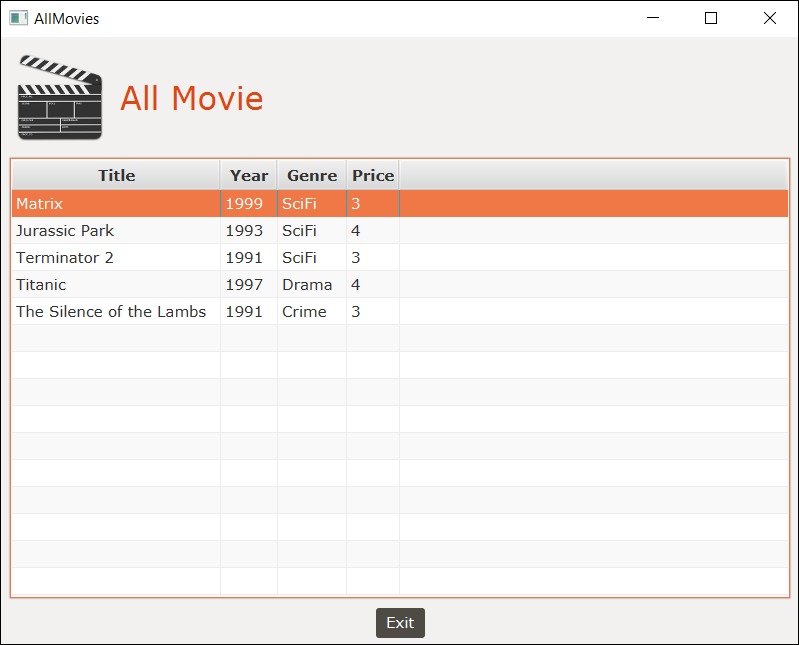 AllMovies
All Movie
Title Year Genre Price
Matrix 1999 SciFi 3
Jurassic Park 1993 SciFi 4
Terminator 2 1991 SciFi 3
Titanic 1997 Drama 4
The Silence of the Lambs 1991 Crime 3
Exit